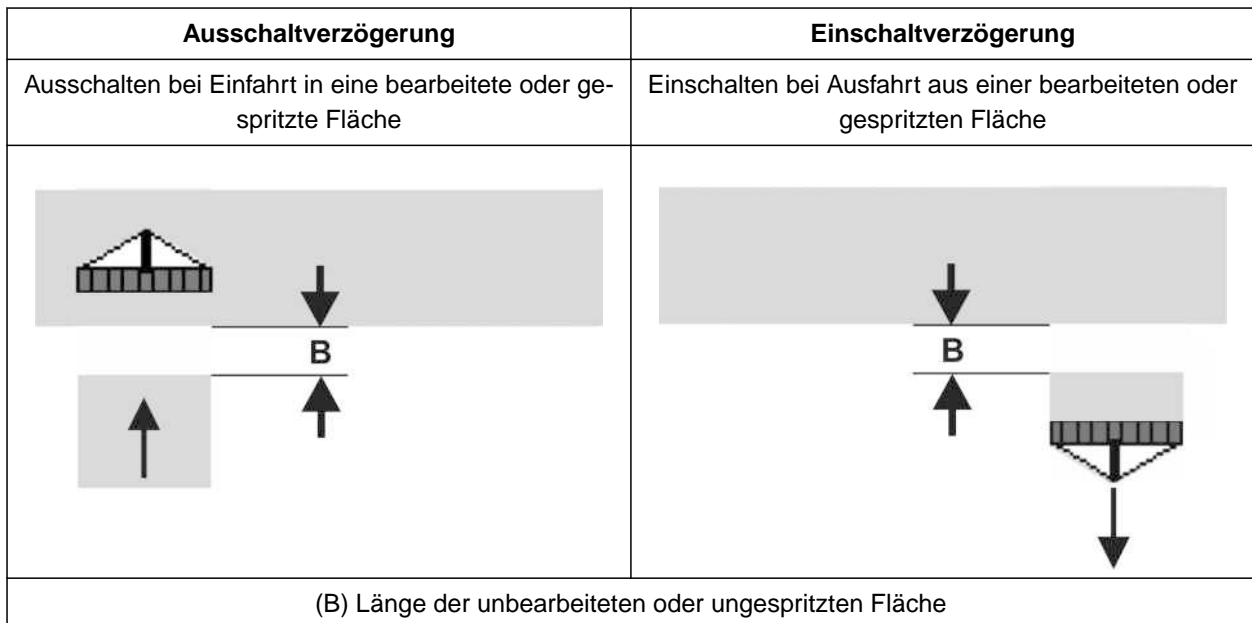 Ausschaltverzögerung
Einschaltverzögerung
Ausschalten bei Einfahrt in eine bearbeitete oder ge-
spritzte Fläche
Einschalten bei Ausfahrt aus einer bearbeiteten oder
gespritzten Fläche
B
B
(B) Länge der unbearbeiteten oder ungespritzten Fläche